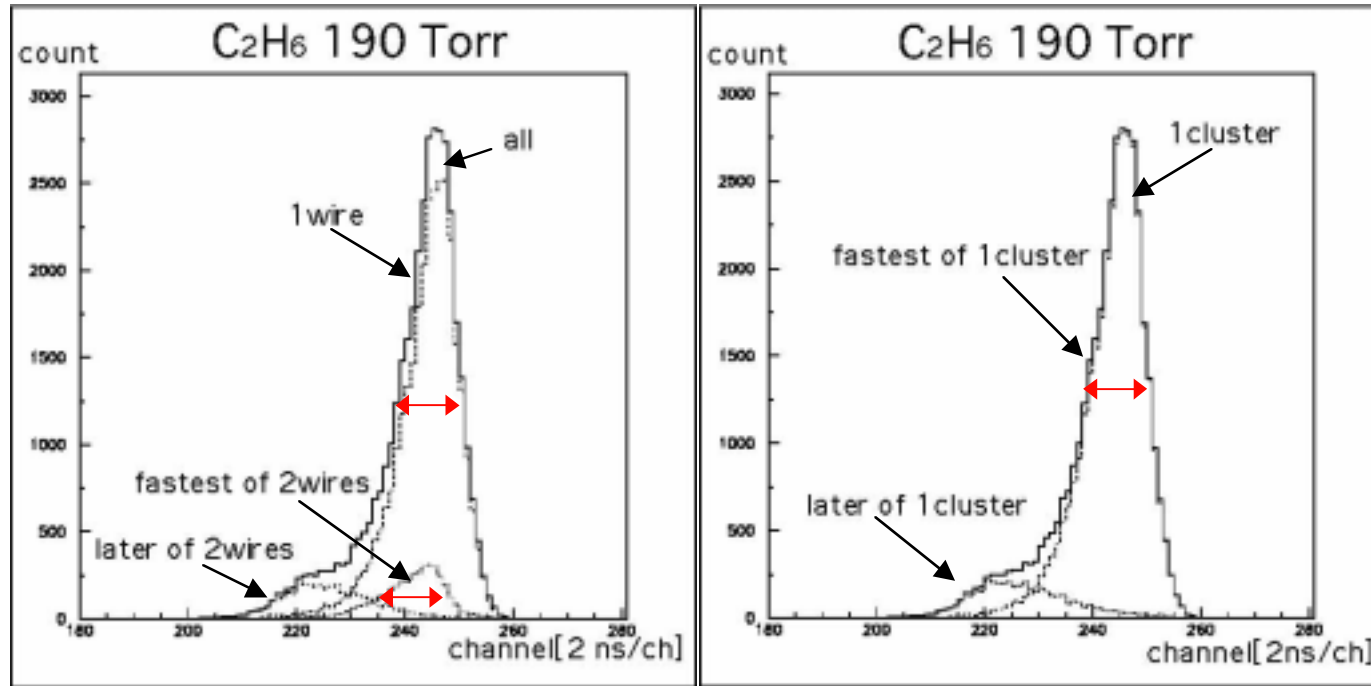 C₂H₆ 190 Torr
count
3000
2500
2000
1500
1000
500
0
all
1wire
fastest of 2wires
later of 2wires
180
200
220
240
260
280
channel[2 ns/ch]
C₂H₆ 190 Torr
count
3000
2500
2000
1500
1000
500
0
1cluster
fastest of 1cluster
later of 1cluster
180
200
220
240
260
280
channel[2ns/ch]